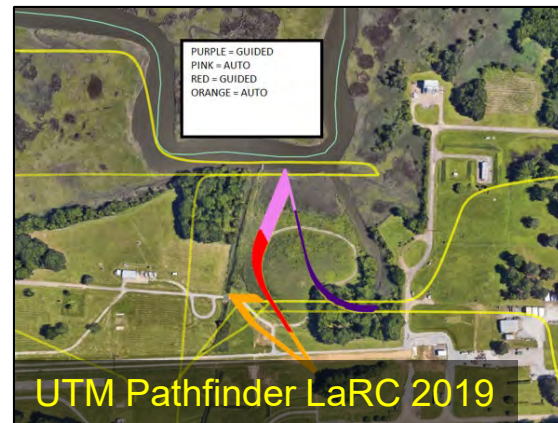 PURPLE = GUIDED
PINK = AUTO
RED = GUIDED
ORANGE = AUTO
UTM Pathfinder LaRC 2019